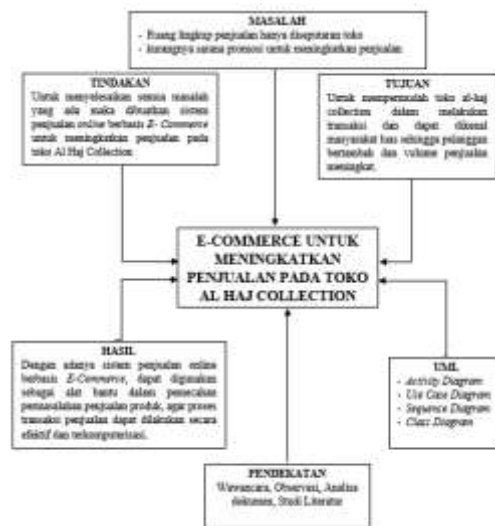 MASALAH
- Ruang lingkup penjualan hanya diseputaran toko
- kurangnya sarana promosi untuk meningkatkan penjualan
TINDAKAN
Untuk menyelesaikan semua masalah
yang ada maka dibuatkan sistem
penjualan online berbasis E- Commerce
untuk meningkatkan penjualan pada
toko Al Haj Collection
TUJUAN
Untuk mempermudah toko al-haj
collection dalam melakukan
transaksi dan dapat dikenal
masyarakat luas sehingga pelanggan
bertambah dan volume penjualan
meningkat.
E-COMMERCE UNTUK
MENINGKATKAN
PENJUALAN PADA TOKO
AL HAJ COLLECTION
HASIL
Dengan adanya sistem penjualan online
berbasis E-Commerce, dapat digunakan
sebagai alat bantu dalam pemecahan
permasalahan penjualan produk, agar proses
transaksi penjualan dapat dilakukan secara
efektif dan terkomputerisasi.
UML
- Activity Diagram
- Use Case Diagram
- Sequence Diagram
- Class Diagram
PENDEKATAN
Wawancara, Observasi, Analisa
dokumen, Studi Literatur